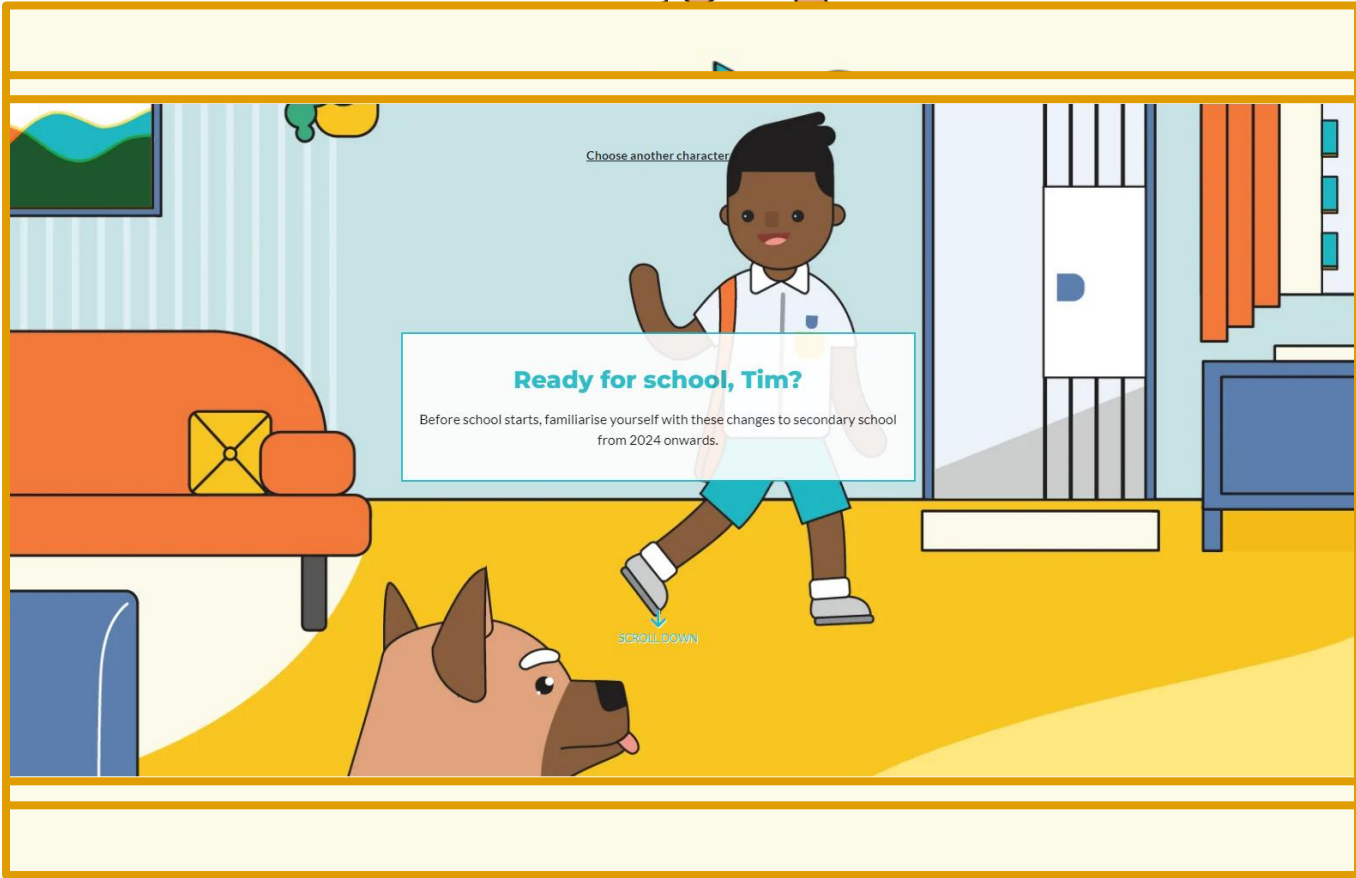 Choose another character
Ready for school, Tim?
Before school starts, familiarise yourself with these changes to secondary school
from 2024 onwards.
SCROLL DOWN